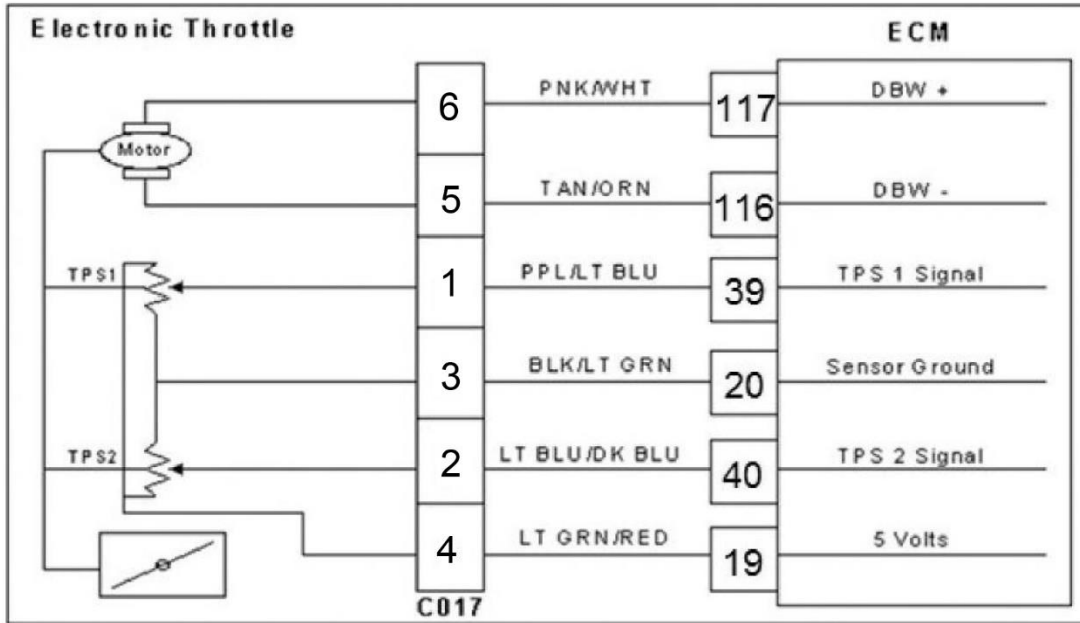 Electronic Throttle
ECM
6 PNK/WHT 117 DBW +
Motor
5 TAN/ORN 116 DBW -
TPS1 1 PPL/LT BLU 39 TPS 1 Signal
3 BLK/LT GRN 20 Sensor Ground
TPS2 2 LT BLU/DK BLU 40 TPS 2 Signal
4 LT GRN/RED 19 5 Volts
C017